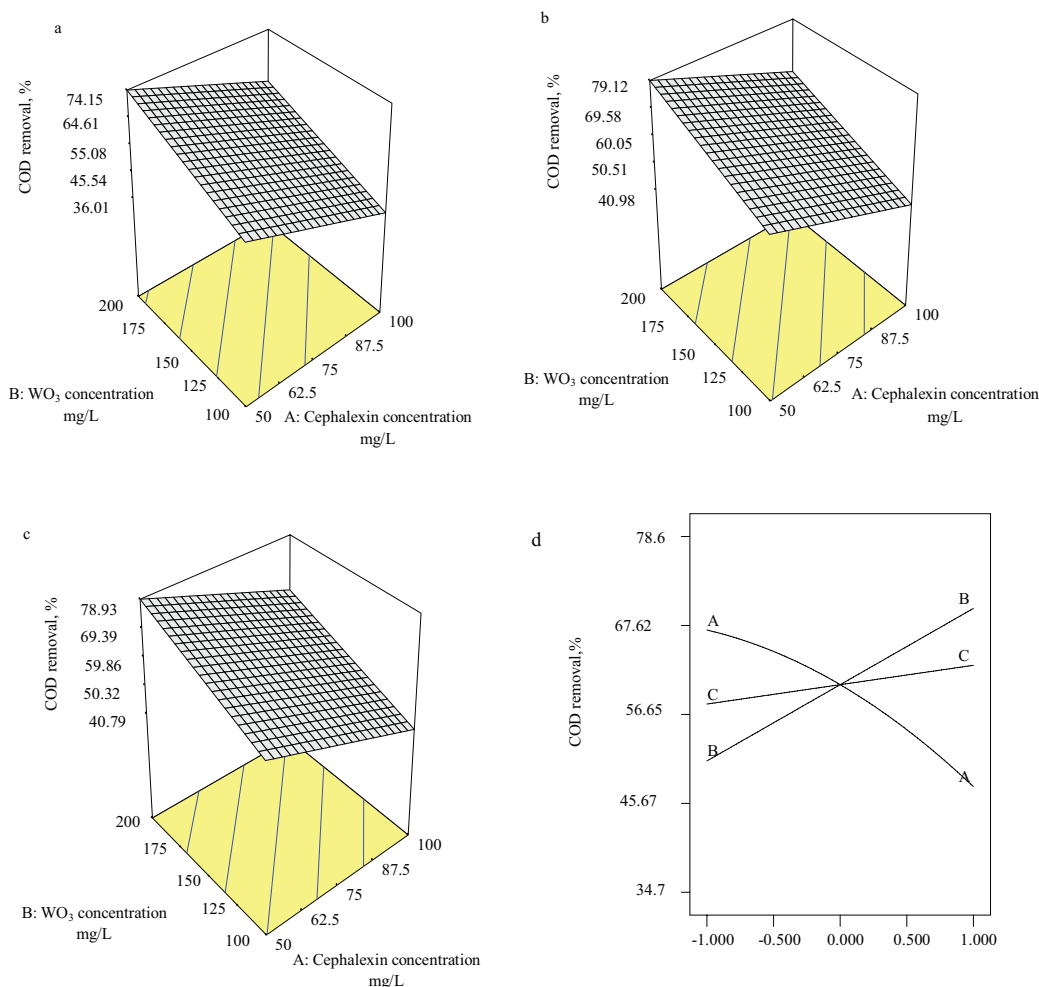 a
COD removal, %
74.15
64.61
55.08
45.54
36.01
200
175
150
125
100
B: WO₃ concentration
mg/L
50
62.5
75
87.5
100
A: Cephalexin concentration
mg/L
b
COD removal, %
79.12
69.58
60.05
50.51
40.98
200
175
150
125
100
B: WO₃ concentration
mg/L
50
62.5
75
87.5
100
A: Cephalexin concentration
mg/L
c
COD removal, %
78.93
69.39
59.86
50.32
40.79
200
175
150
125
100
B: WO₃ concentration
mg/L
50
62.5
75
87.5
100
A: Cephalexin concentration
mg/L
d
COD removal,%
78.6
67.62
56.65
45.67
34.7
A
C
B
B
C
A
-1.000
-0.500
0.000
0.500
1.000